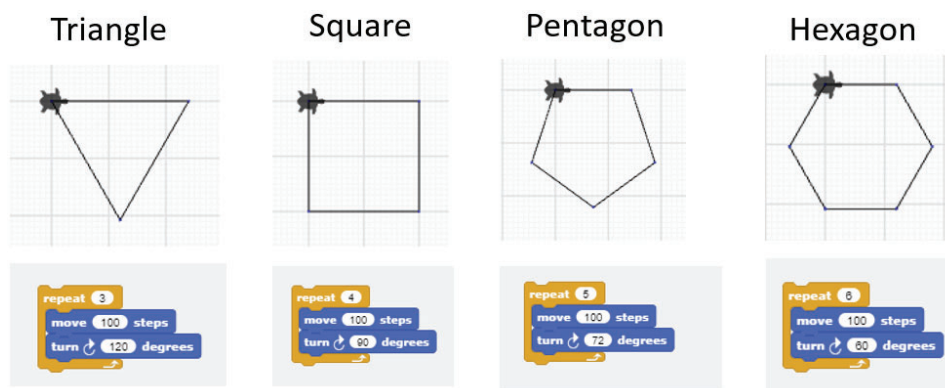 Triangle
Square
Pentagon
Hexagon
repeat 3
move 100 steps
turn 120 degrees
repeat 4
move 100 steps
turn 90 degrees
repeat 5
move 100 steps
turn 72 degrees
repeat 6
move 100 steps
turn 60 degrees